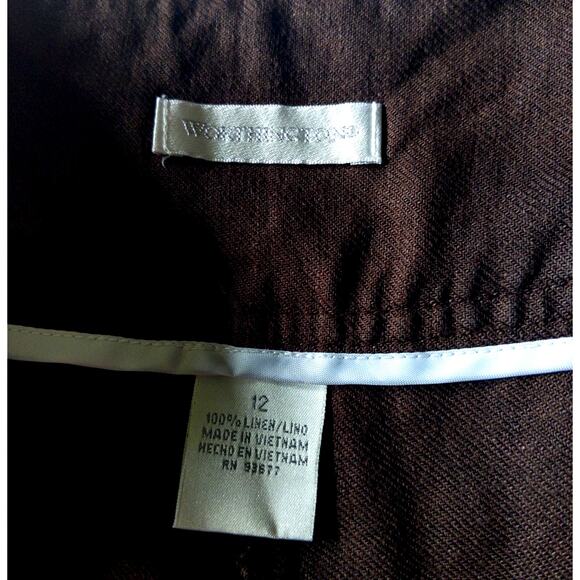 WORTHINGTON®
12
100% LINEN/LINO
MADE IN VIETNAM
HECHO EN VIETNAM
RN 93677